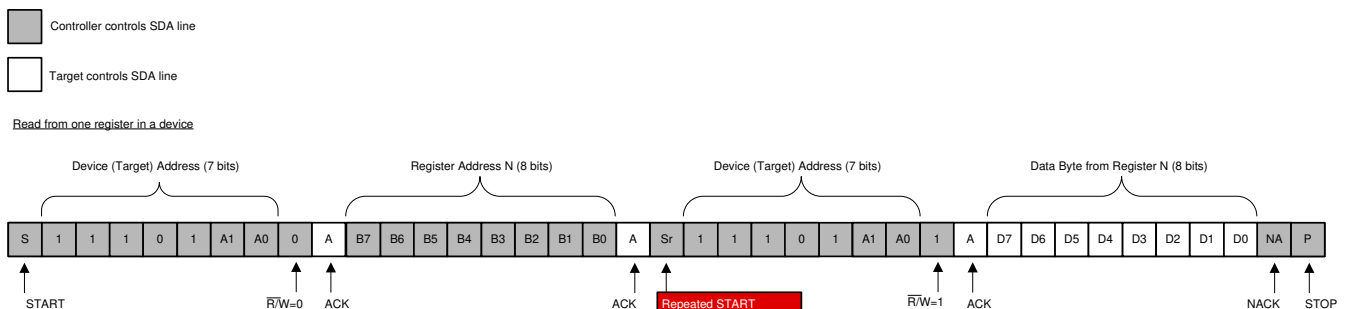 Controller controls SDA line
Target controls SDA line
Read from one register in a device
Device (Target) Address (7 bits) Register Address N (8 bits) Device (Target) Address (7 bits) Data Byte from Register N (8 bits)
S 1 1 1 0 1 A1 A0 0 A B7 B6 B5 B4 B3 B2 B1 B0 A Sr 1 1 1 0 1 A1 A0 1 A D7 D6 D5 D4 D3 D2 D1 D0 NA P
START R/W=0 ACK ACK Repeated START R/W=1 ACK NACK STOP